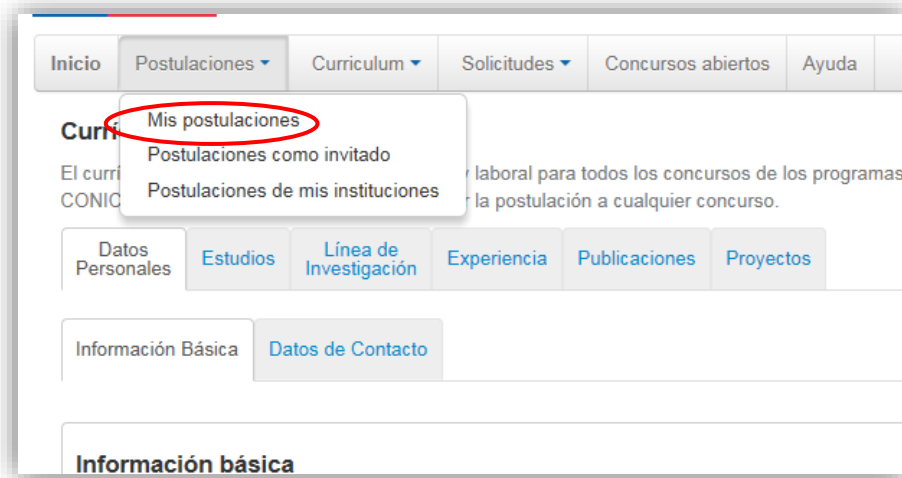 Inicio Postulaciones Curriculum Solicitudes Concursos abiertos Ayuda
Mis postulaciones
Postulaciones como invitado
Postulaciones de mis instituciones
El laboral para todos los concursos de los programas
la postulación a cualquier concurso.
Datos Personales Estudios Línea de Investigación Experiencia Publicaciones Proyectos
Información Básica Datos de Contacto
Información básica